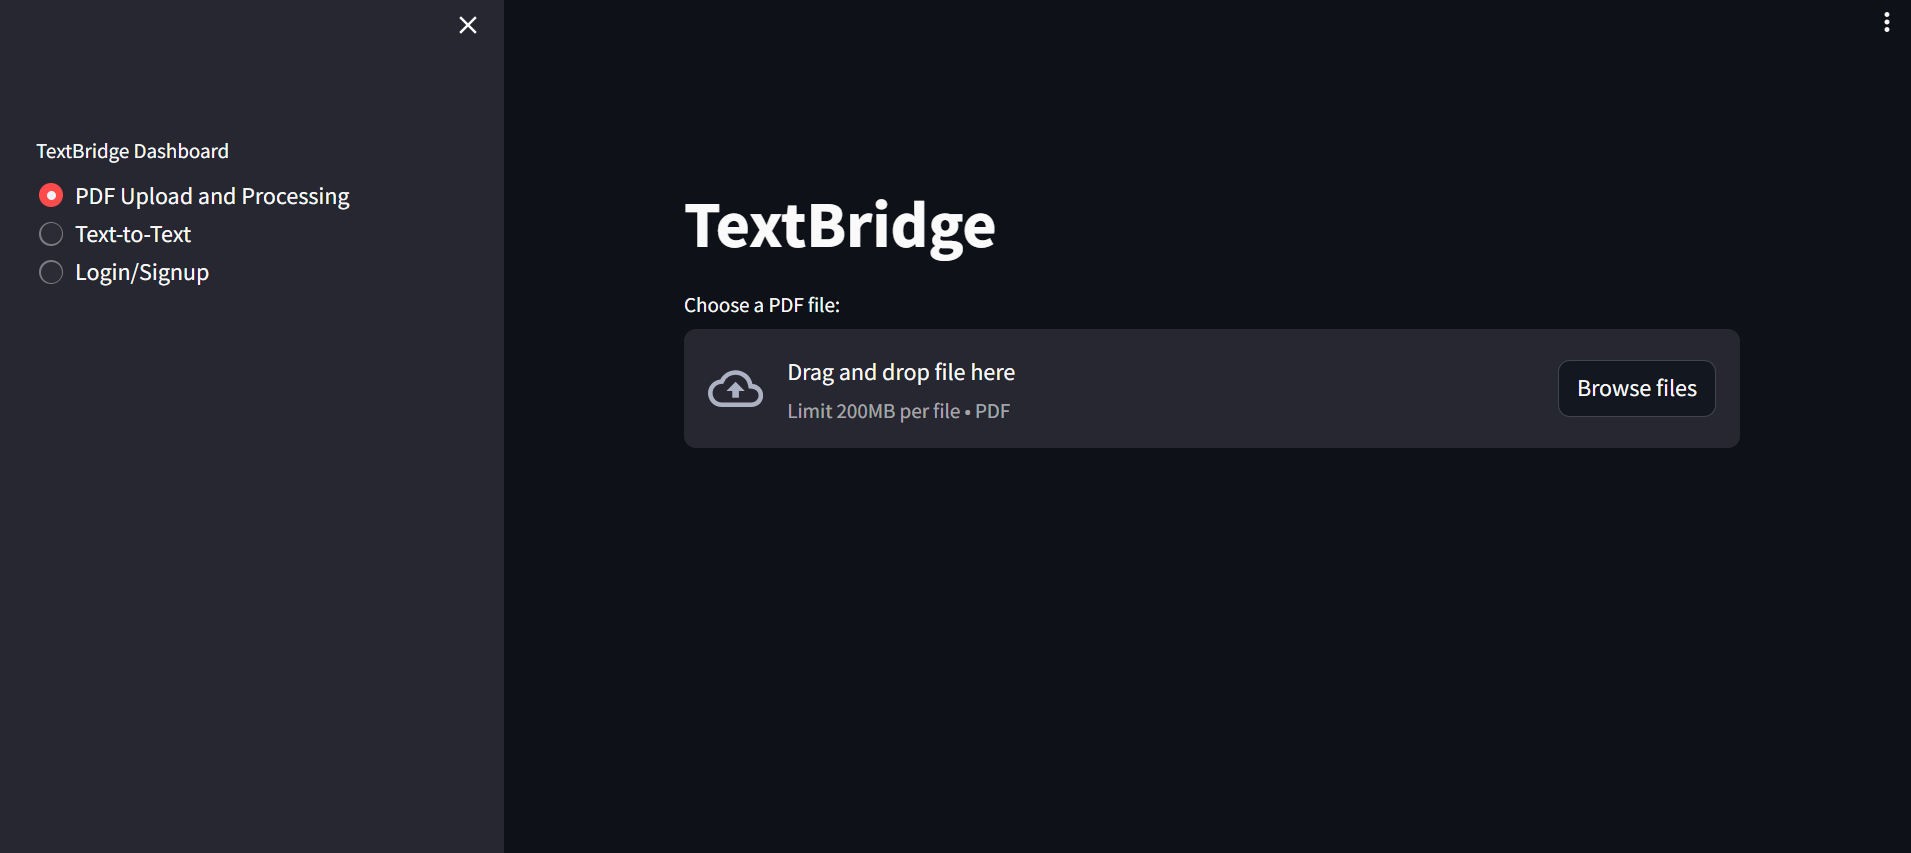 TextBridge Dashboard
PDF Upload and Processing
Text-to-Text
Login/Signup
TextBridge
Choose a PDF file:
Drag and drop file here
Limit 200MB per file • PDF
Browse files